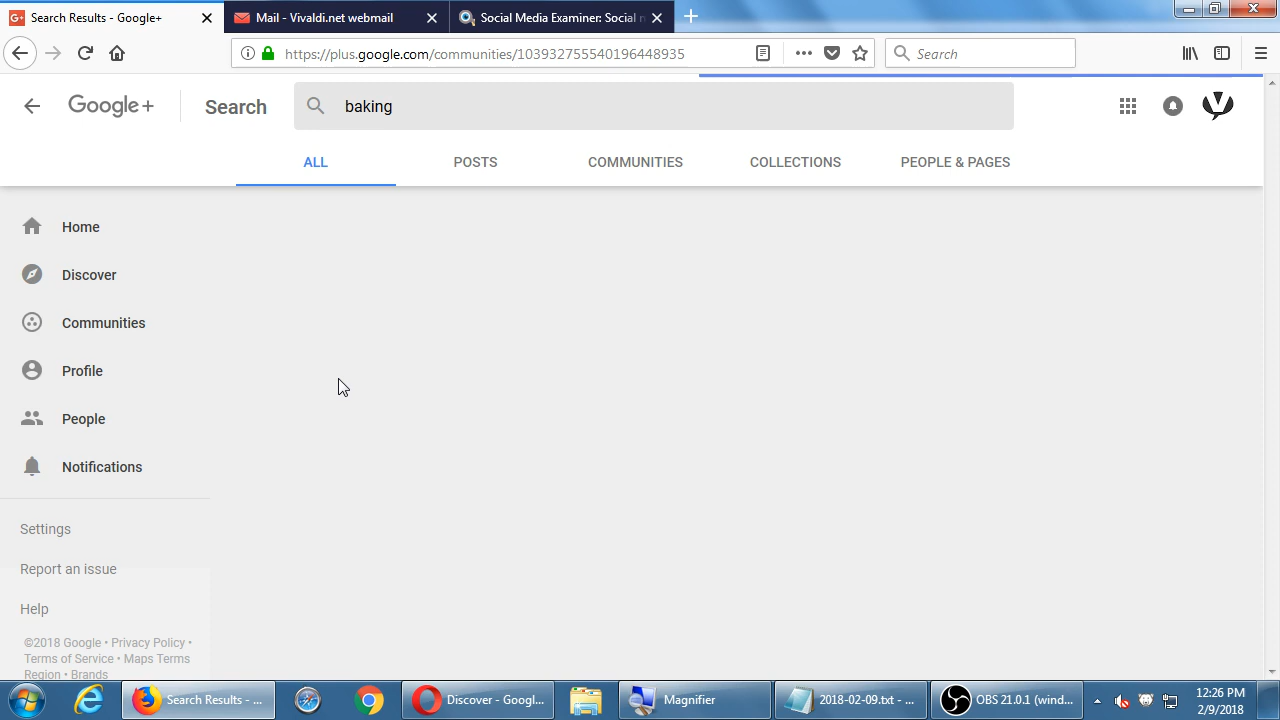 Search Results - Google+
Mail - Vivaldi.net webmail
Social Media Examiner: Social
https://plus.google.com/communities/103932755540196448935
Search
Google+
Search
baking
ALL
POSTS
COMMUNITIES
COLLECTIONS
PEOPLE & PAGES
Home
Discover
Communities
Profile
People
Notifications
Settings
Report an issue
Help
©2018 Google • Privacy Policy •
Terms of Service • Maps Terms
Region • Brands
Search Results - ...
Discover - Googl...
Magnifier
2018-02-09.txt - ...
OBS 21.0.1 (wind...
12:26 PM
2/9/2018